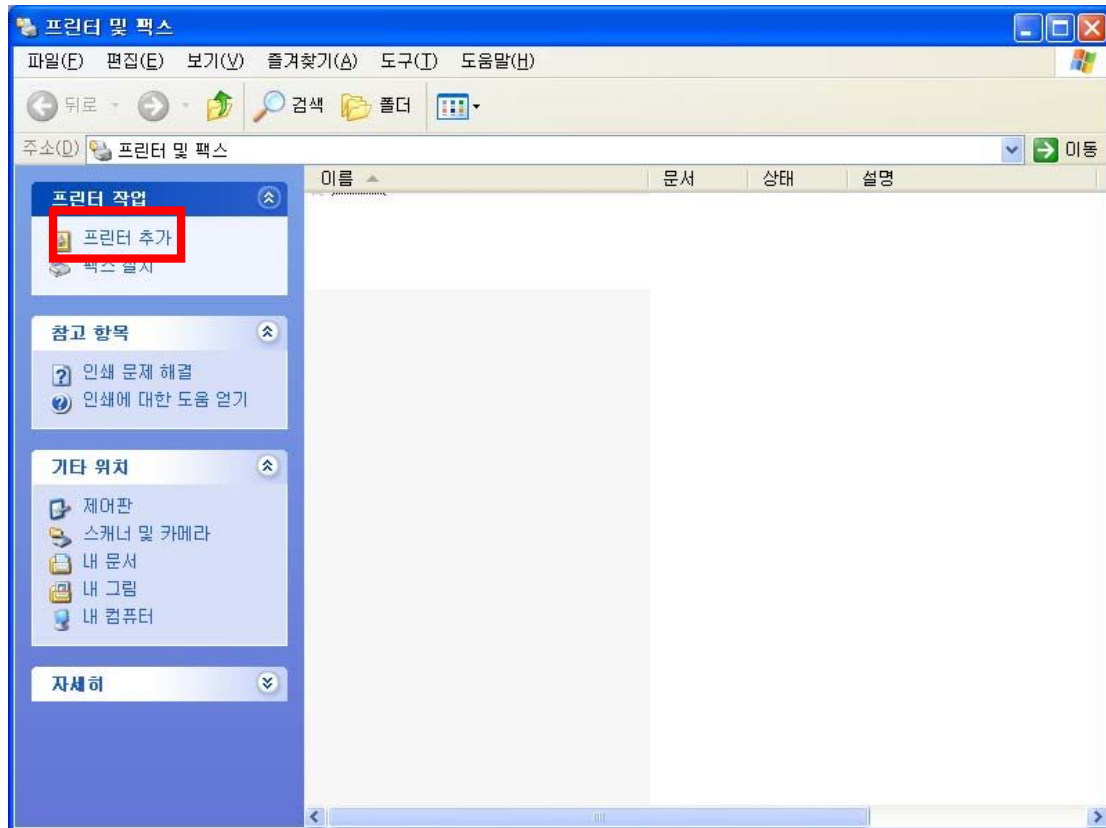 프린터 및 팩스
파일(F) 편집(E) 보기(V) 즐겨찾기(A) 도구(T) 도움말(H)
뒤로 검색 폴더
주소(D) 프린터 및 팩스 이동
이름 문서 상태 설명
프린터 작업
프린터 추가
팩스 설치
참고 항목
인쇄 문제 해결
인쇄에 대한 도움 얻기
기타 위치
제어판
스캐너 및 카메라
내 문서
내 그림
내 컴퓨터
자세히